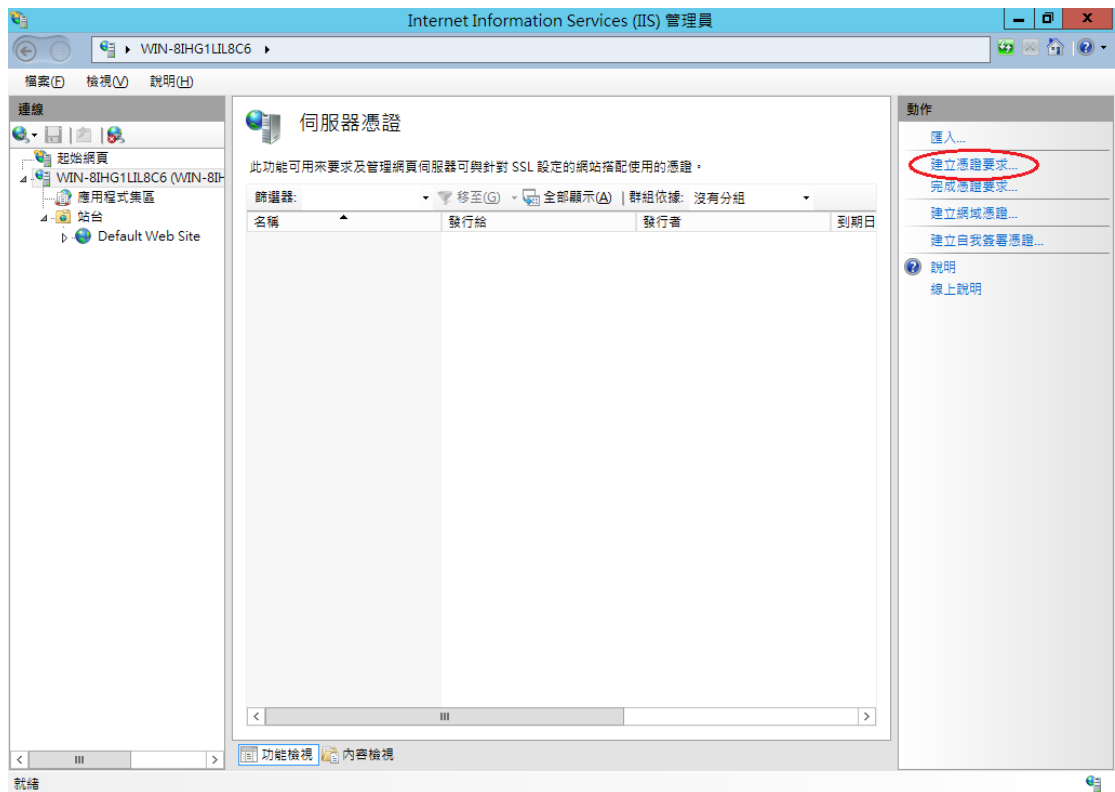 Internet Information Services (IIS) 管理員
WIN-8IHG1LIL8C6
檔案(F) 檢視(V) 說明(H)
連線
起始網頁
WIN-8IHG1LIL8C6 (WIN-8IH
應用程式集區
站台
Default Web Site
伺服器憑證
此功能可用來要求及管理網頁伺服器可與針對 SSL 設定的網站搭配使用的憑證。
篩選器: 移至(G) 全部顯示(A) 群組依據: 沒有分組
名稱 發行給 發行者 到期日
功能檢視 內容檢視
動作
匯入...
建立憑證要求...
完成憑證要求...
建立網域憑證...
建立自我簽署憑證...
說明
線上說明
就緒